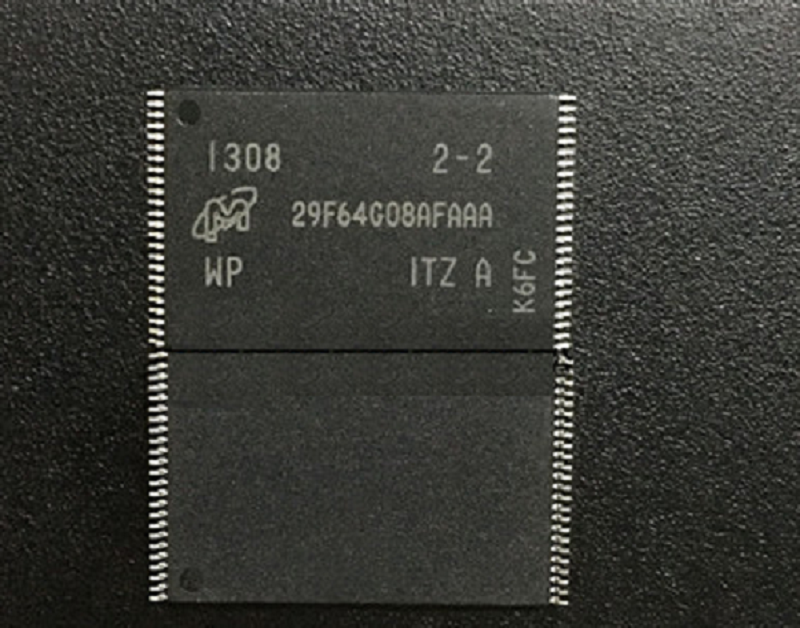 1308 2-2
29F64G08AFAAA
WP ITZ A
K6FC